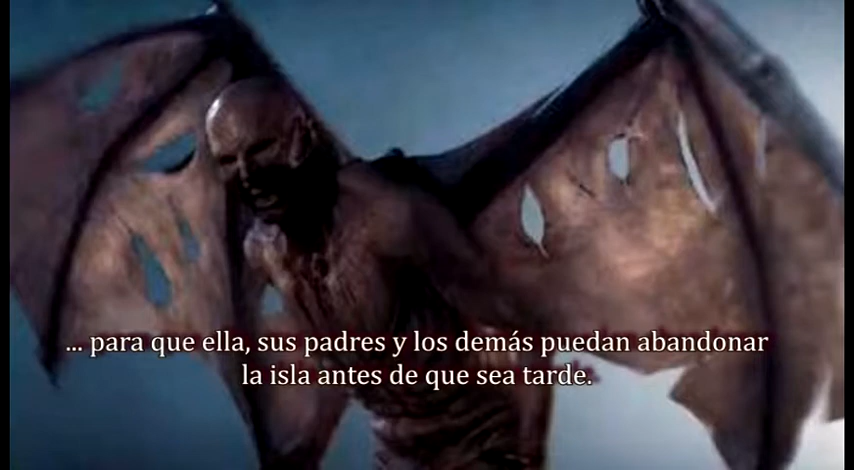 ... para que ella, sus padres y los demás puedan abandonar
la isla antes de que sea tarde.